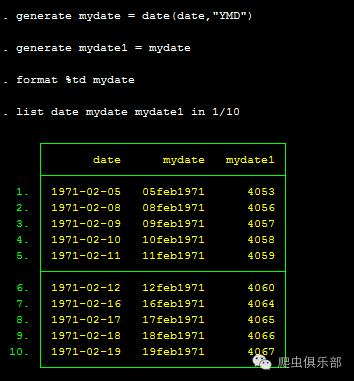 . generate mydate = date(date,"YMD")
. generate mydate1 = mydate
. format %td mydate
. list date mydate mydate1 in 1/10
date mydate mydate1
1. 1971-02-05 05feb1971 4053
2. 1971-02-08 08feb1971 4056
3. 1971-02-09 09feb1971 4057
4. 1971-02-10 10feb1971 4058
5. 1971-02-11 11feb1971 4059
6. 1971-02-12 12feb1971 4060
7. 1971-02-16 16feb1971 4064
8. 1971-02-17 17feb1971 4065
9. 1971-02-18 18feb1971 4066
10. 1971-02-19 19feb1971 4067
爬虫俱乐部